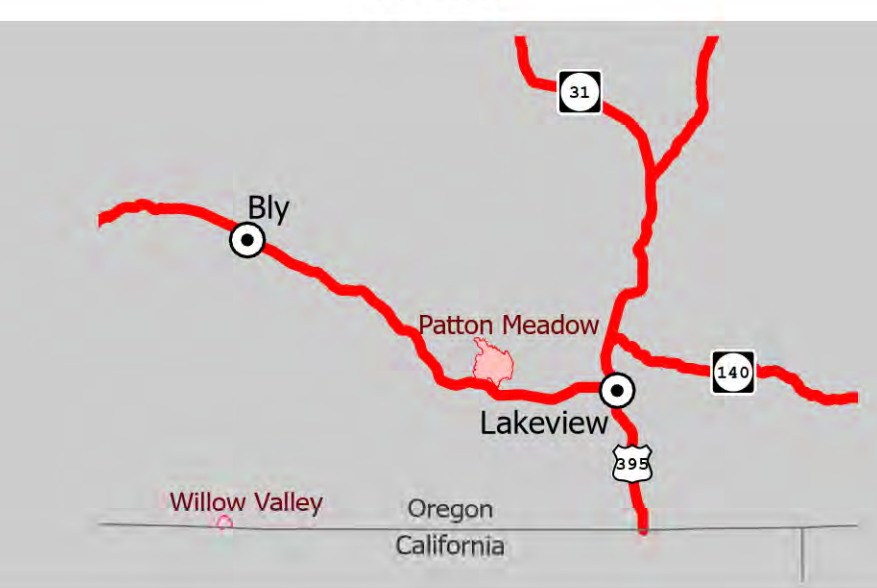 31
Bly
Patton Meadow
140
Lakeview
395
Willow Valley
Oregon
California